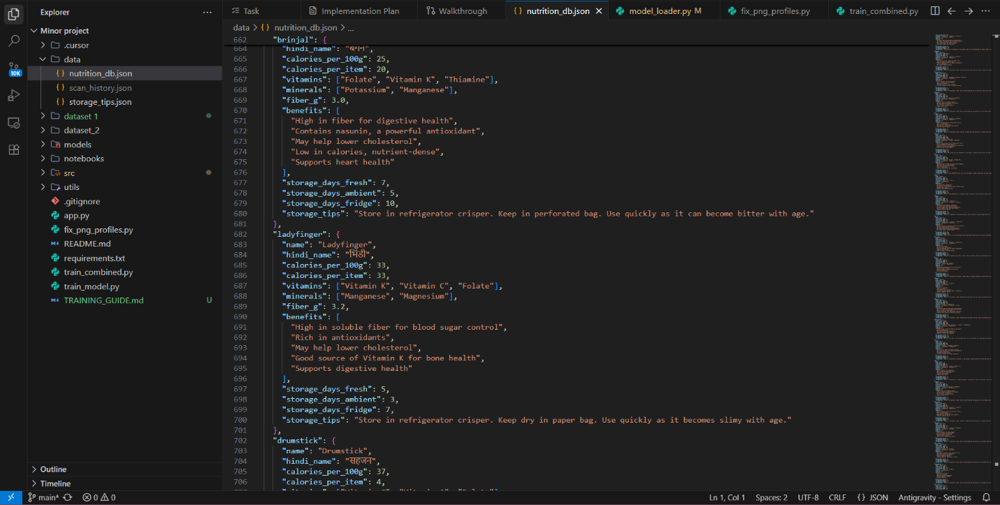 Explorer
Minor project
.cursor
data
nutrition_db.json
scan_history.json
storage_tips.json
dataset 1
dataset_2
models
notebooks
src
utils
.gitignore
app.py
fix_png_profiles.py
README.md
requirements.txt
train_combined.py
train_model.py
TRAINING_GUIDE.md U
Outline
Timeline
10K
Task Implementation Plan Walkthrough nutrition_db.json model_loader.py M fix_png_profiles.py train_combined.py
data > {} nutrition_db.json > ...
662 "brinjal": {
664 "hindi_name": "बैंगन",
665 "calories_per_100g": 25,
666 "calories_per_item": 20,
667 "vitamins": ["Folate", "Vitamin K", "Thiamine"],
668 "minerals": ["Potassium", "Manganese"],
669 "fiber_g": 3.0,
670 "benefits": [
671 "High in fiber for digestive health",
672 "Contains nasunin, a powerful antioxidant",
673 "May help lower cholesterol",
674 "Low in calories, nutrient-dense",
675 "Supports heart health"
676 ],
677 "storage_days_fresh": 7,
678 "storage_days_ambient": 5,
679 "storage_days_fridge": 10,
680 "storage_tips": "Store in refrigerator crisper. Keep in perforated bag. Use quickly as it can become bitter with age."
681 },
682 "ladyfinger": {
683 "name": "Ladyfinger",
684 "hindi_name": "भिंडी",
685 "calories_per_100g": 33,
686 "calories_per_item": 33,
687 "vitamins": ["Vitamin K", "Vitamin C", "Folate"],
688 "minerals": ["Manganese", "Magnesium"],
689 "fiber_g": 3.2,
690 "benefits": [
691 "High in soluble fiber for blood sugar control",
692 "Rich in antioxidants",
693 "May help lower cholesterol",
694 "Good source of Vitamin K for bone health",
695 "Supports digestive health"
696 ],
697 "storage_days_fresh": 5,
698 "storage_days_ambient": 3,
699 "storage_days_fridge": 7,
700 "storage_tips": "Store in refrigerator crisper. Keep dry in paper bag. Use quickly as it becomes slimy with age."
701 },
702 "drumstick": {
703 "name": "Drumstick",
704 "hindi_name": "सहजन",
705 "calories_per_100g": 37,
706 "calories_per_item": 4,
main* 0 0 Ln 1, Col 1 Spaces: 2 UTF-8 CRLF {} JSON Antigravity - Settings